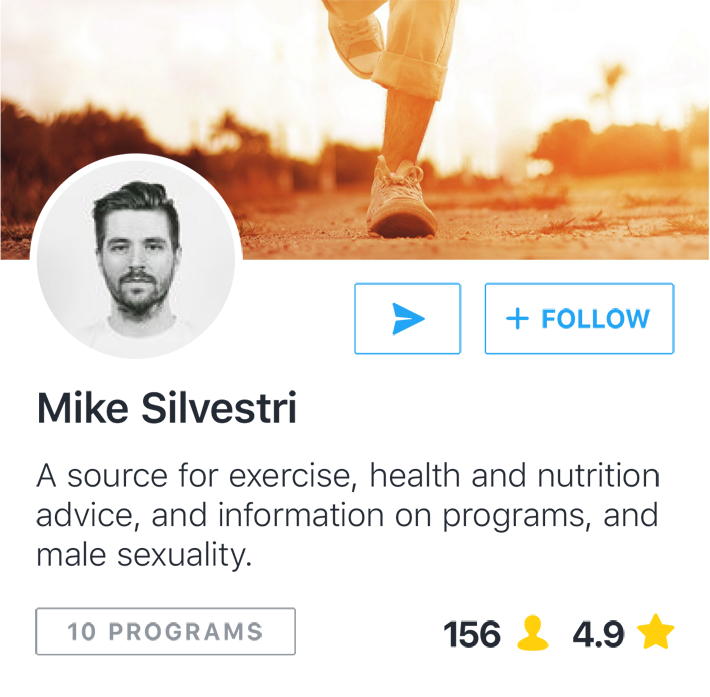 + FOLLOW
Mike Silvestri
A source for exercise, health and nutrition
advice, and information on programs, and
male sexuality.
10 PROGRAMS
156 4.9